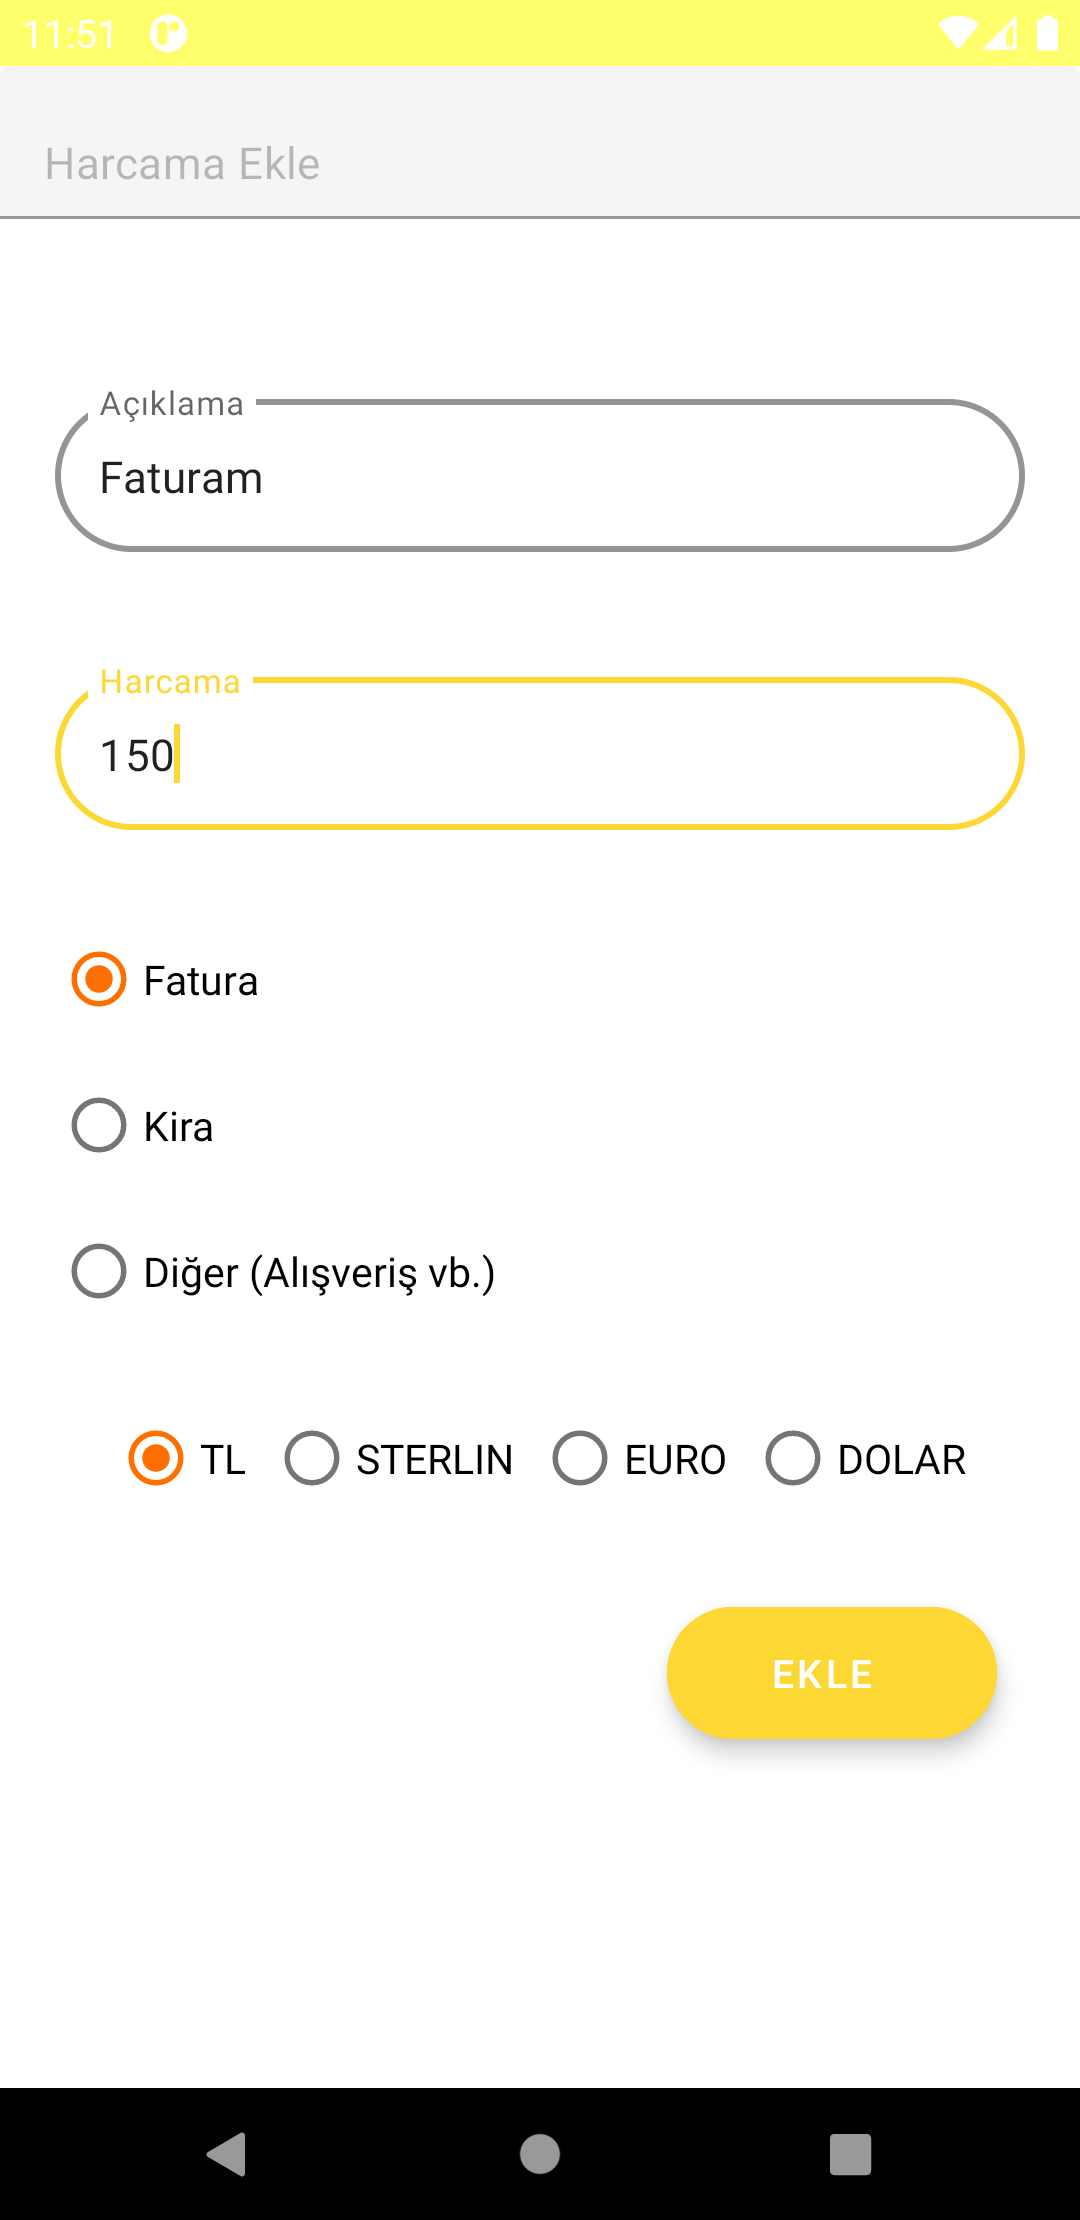 11:51
Harcama Ekle
Açıklama
Faturam
Harcama
150
Fatura
Kira
Diğer (Alışveriş vb.)
TL STERLIN EURO DOLAR
EKLE